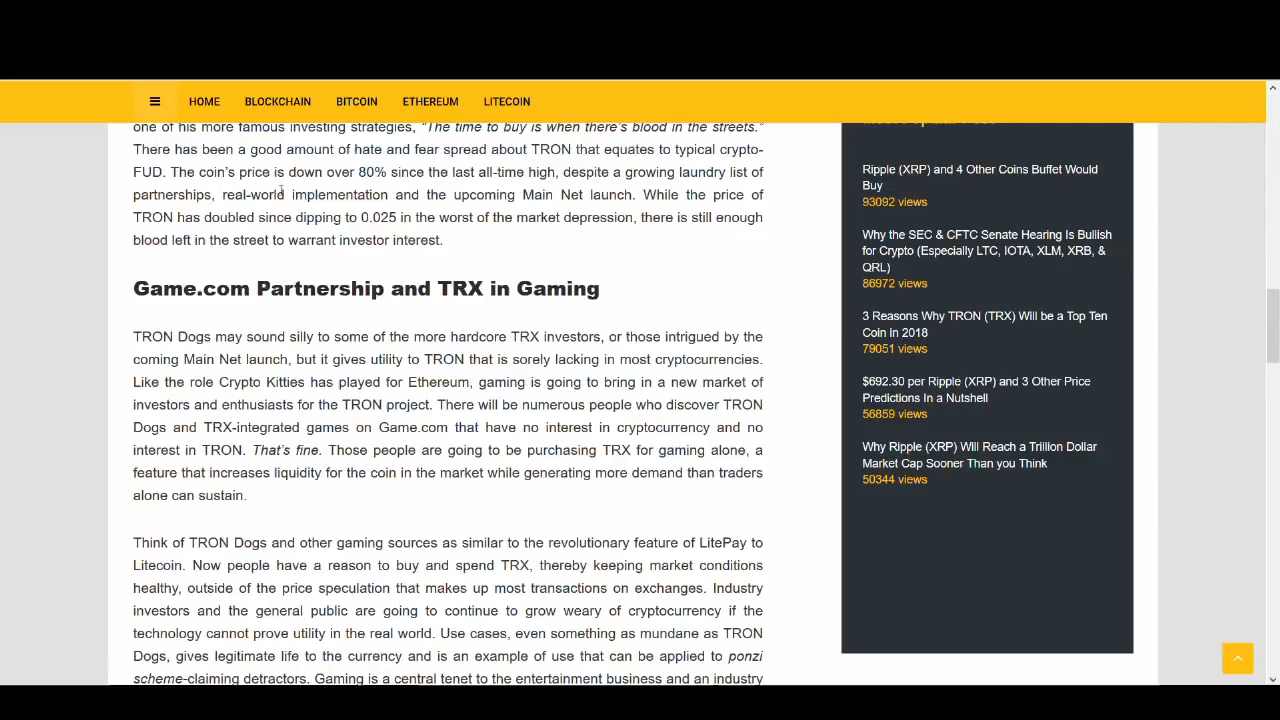 HOME BLOCKCHAIN BITCOIN ETHEREUM LITECOIN
one of his more famous investing strategies, “The time to buy is when there’s blood in the streets.”
There has been a good amount of hate and fear spread about TRON that equates to typical crypto-
FUD. The coin’s price is down over 80% since the last all-time high, despite a growing laundry list of
partnerships, real-world implementation and the upcoming Main Net launch. While the price of
TRON has doubled since dipping to 0.025 in the worst of the market depression, there is still enough
blood left in the street to warrant investor interest.
Game.com Partnership and TRX in Gaming
TRON Dogs may sound silly to some of the more hardcore TRX investors, or those intrigued by the
coming Main Net launch, but it gives utility to TRON that is sorely lacking in most cryptocurrencies.
Like the role Crypto Kitties has played for Ethereum, gaming is going to bring in a new market of
investors and enthusiasts for the TRON project. There will be numerous people who discover TRON
Dogs and TRX-integrated games on Game.com that have no interest in cryptocurrency and no
interest in TRON. That’s fine. Those people are going to be purchasing TRX for gaming alone, a
feature that increases liquidity for the coin in the market while generating more demand than traders
alone can sustain.
Think of TRON Dogs and other gaming sources as similar to the revolutionary feature of LitePay to
Litecoin. Now people have a reason to buy and spend TRX, thereby keeping market conditions
healthy, outside of the price speculation that makes up most transactions on exchanges. Industry
investors and the general public are going to continue to grow weary of cryptocurrency if the
technology cannot prove utility in the real world. Use cases, even something as mundane as TRON
Dogs, gives legitimate life to the currency and is an example of use that can be applied to ponzi
scheme-claiming detractors. Gaming is a central tenet to the entertainment business and an industry
Ripple (XRP) and 4 Other Coins Buffet Would
Buy
93092 views
Why the SEC & CFTC Senate Hearing Is Bullish
for Crypto (Especially LTC, IOTA, XLM, XRB, &
QRL)
86972 views
3 Reasons Why TRON (TRX) Will be a Top Ten
Coin in 2018
79051 views
$692.30 per Ripple (XRP) and 3 Other Price
Predictions In a Nutshell
56859 views
Why Ripple (XRP) Will Reach a Trillion Dollar
Market Cap Sooner Than you Think
50344 views